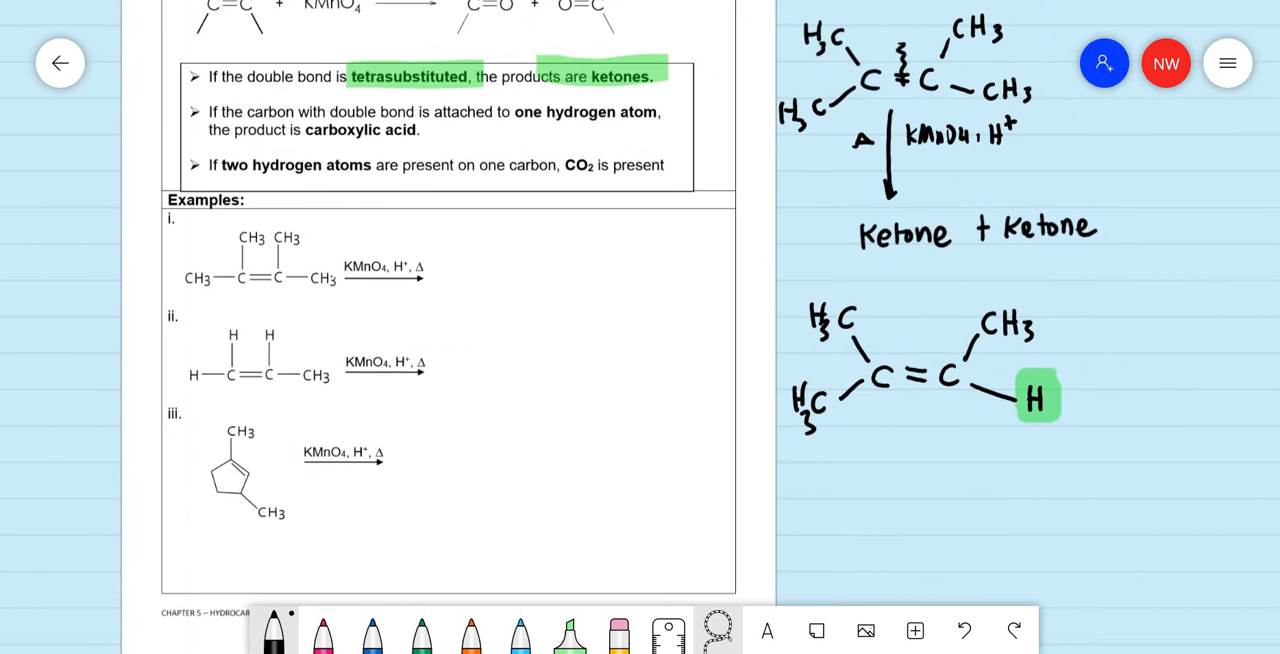 C=C + KMnO4 C=O + O=C
➢ If the double bond is tetrasubstituted, the products are ketones.
➢ If the carbon with double bond is attached to one hydrogen atom,
the product is carboxylic acid.
➢ If two hydrogen atoms are present on one carbon, CO2 is present
Examples:
i.
CH3 CH3
CH3—C=C—CH3 KMnO4, H+, Δ
ii.
H H
H—C=C—CH3 KMnO4, H+, Δ
iii.
CH3
KMnO4, H+, Δ
CH3
CHAPTER 5 – HYDROCAR
H3C CH3
C = C
H3C CH3
Δ KMnO4, H+
Ketone + Ketone
H3C CH3
C = C
H3C H
NW
A